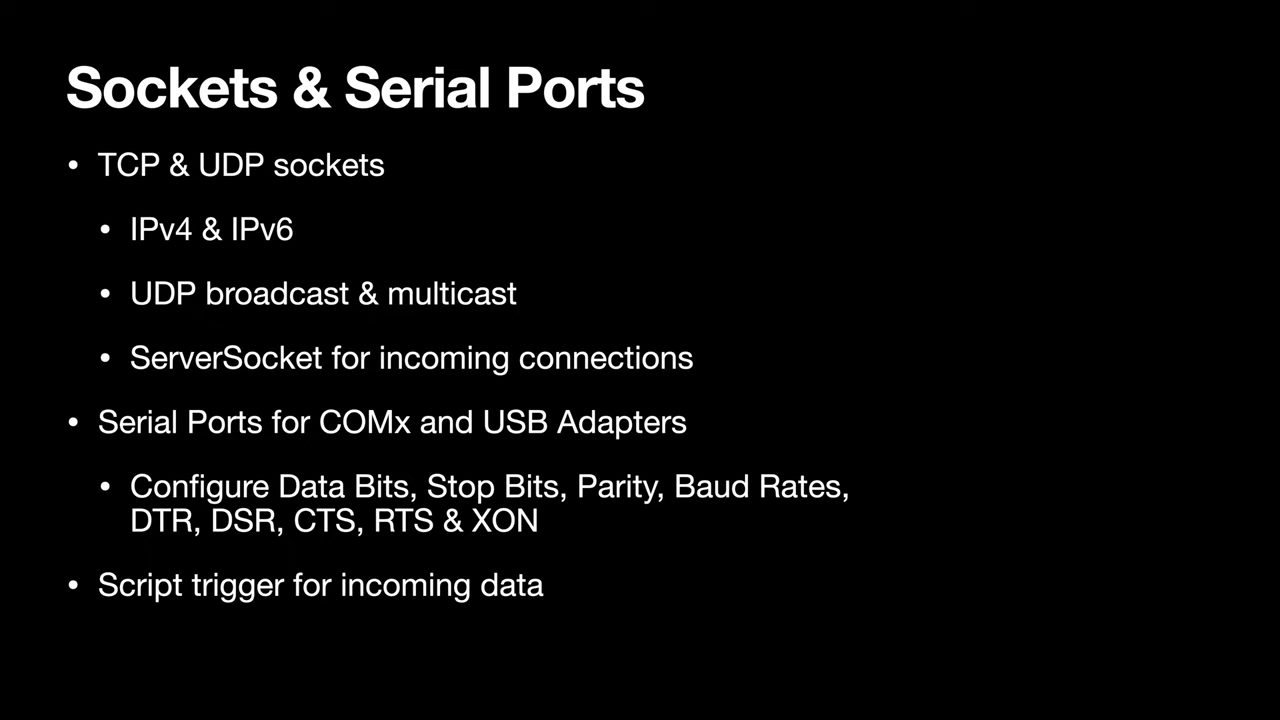 Sockets & Serial Ports
• TCP & UDP sockets
• IPv4 & IPv6
• UDP broadcast & multicast
• ServerSocket for incoming connections
• Serial Ports for COMx and USB Adapters
• Configure Data Bits, Stop Bits, Parity, Baud Rates,
DTR, DSR, CTS, RTS & XON
• Script trigger for incoming data